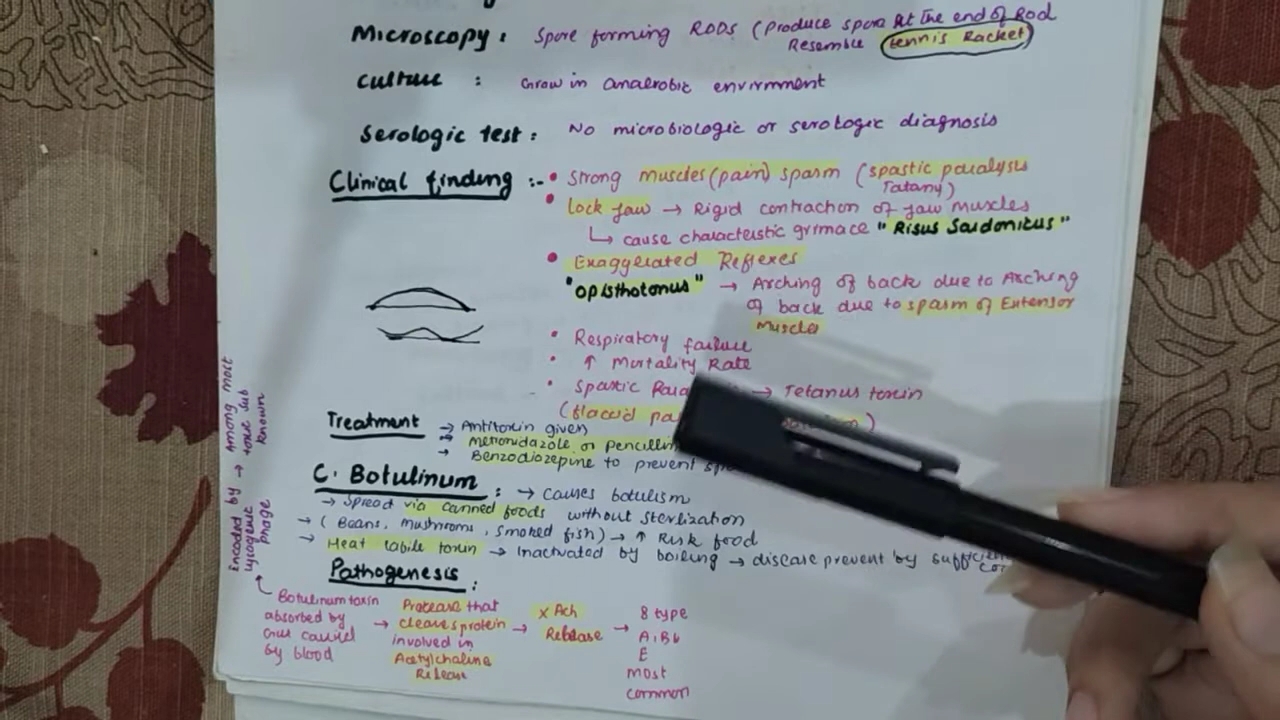 Microscopy : Spore forming RODS (Produce spore at the end of Rod
Resemble tennis Racket)
Culture : Grow in anaerobic envirnment
Serologic test : No microbiologic or serologic diagnosis
Clinical finding :- • Strong muscles (pain) spasm (spastic paralysis
Tatany)
• Lock Jaw → Rigid contraction of Jaw muscles
↳ cause characteristic grimace "Risus Sardonicus"
• Exaggerated Reflexes
"Opisthotonus" → Arching of back due to Arching
of back due to spasm of Extensor
Muscles
• Respiratory failure
• ↑ Mortality Rate
• Spastic → Tetanus toxin
(flaccid
Treatment → Antitoxin given
→ Metronidazole or Pencillin
→ Benzodiozepine to prevent
C. Botulinum : → Causes botulism
→ Spread via canned foods without sterlization
→ (Beans, mushrooms, smoked fish) → ↑ Risk food
→ Heat labile toxin → Inactivated by boiling → disease prevent by
Pathogenesis :
Botulinum toxin
absorbed by
Gut carried
by blood
→ Protease that
cleaves protein
involved in
Acetylcholine
Release
→ x Ach
Release
→ 8 type
A, B &
E
most
common
Encoded by → Among most
lysogenic toxic sub
phage known